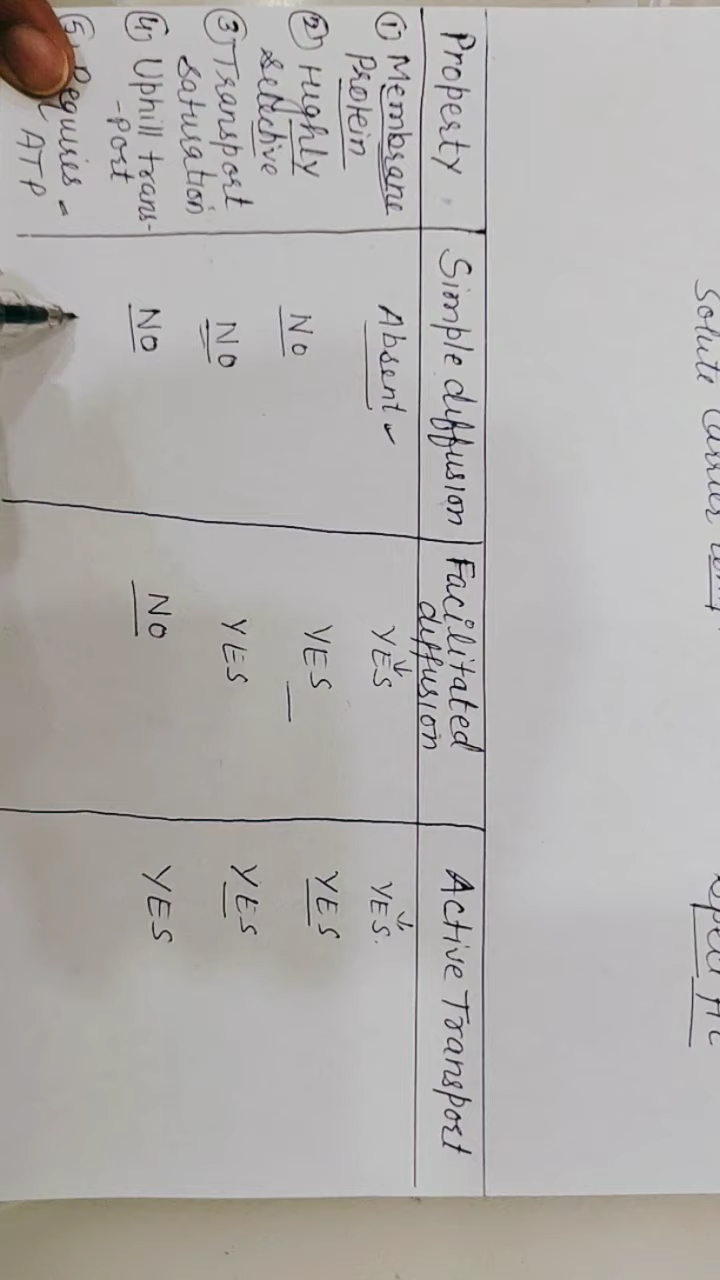 Solute Carrier
Property Simple diffusion Facilitated Active Transport
diffusion
① Membrane Absent YES YES.
Protein
② Highly No YES YES
selective
③ Transport No YES YES
saturation
④ Uphill trans- No No YES
-port
⑤ Requires
ATP